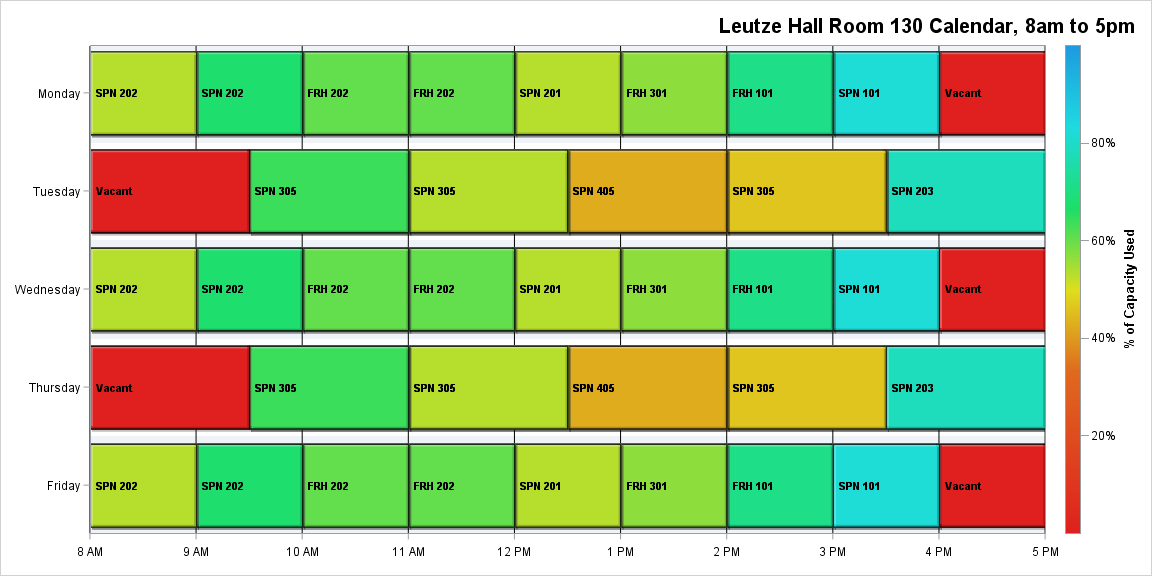 Leutze Hall Room 130 Calendar, 8am to 5pm
Monday
SPN 202
SPN 202
FRH 202
FRH 202
SPN 201
FRH 301
FRH 101
SPN 101
Vacant
Tuesday
Vacant
SPN 305
SPN 305
SPN 405
SPN 305
SPN 203
Wednesday
SPN 202
SPN 202
FRH 202
FRH 202
SPN 201
FRH 301
FRH 101
SPN 101
Vacant
Thursday
Vacant
SPN 305
SPN 305
SPN 405
SPN 305
SPN 203
Friday
SPN 202
SPN 202
FRH 202
FRH 202
SPN 201
FRH 301
FRH 101
SPN 101
Vacant
8 AM
9 AM
10 AM
11 AM
12 PM
1 PM
2 PM
3 PM
4 PM
5 PM
80%
60%
40%
20%
% of Capacity Used